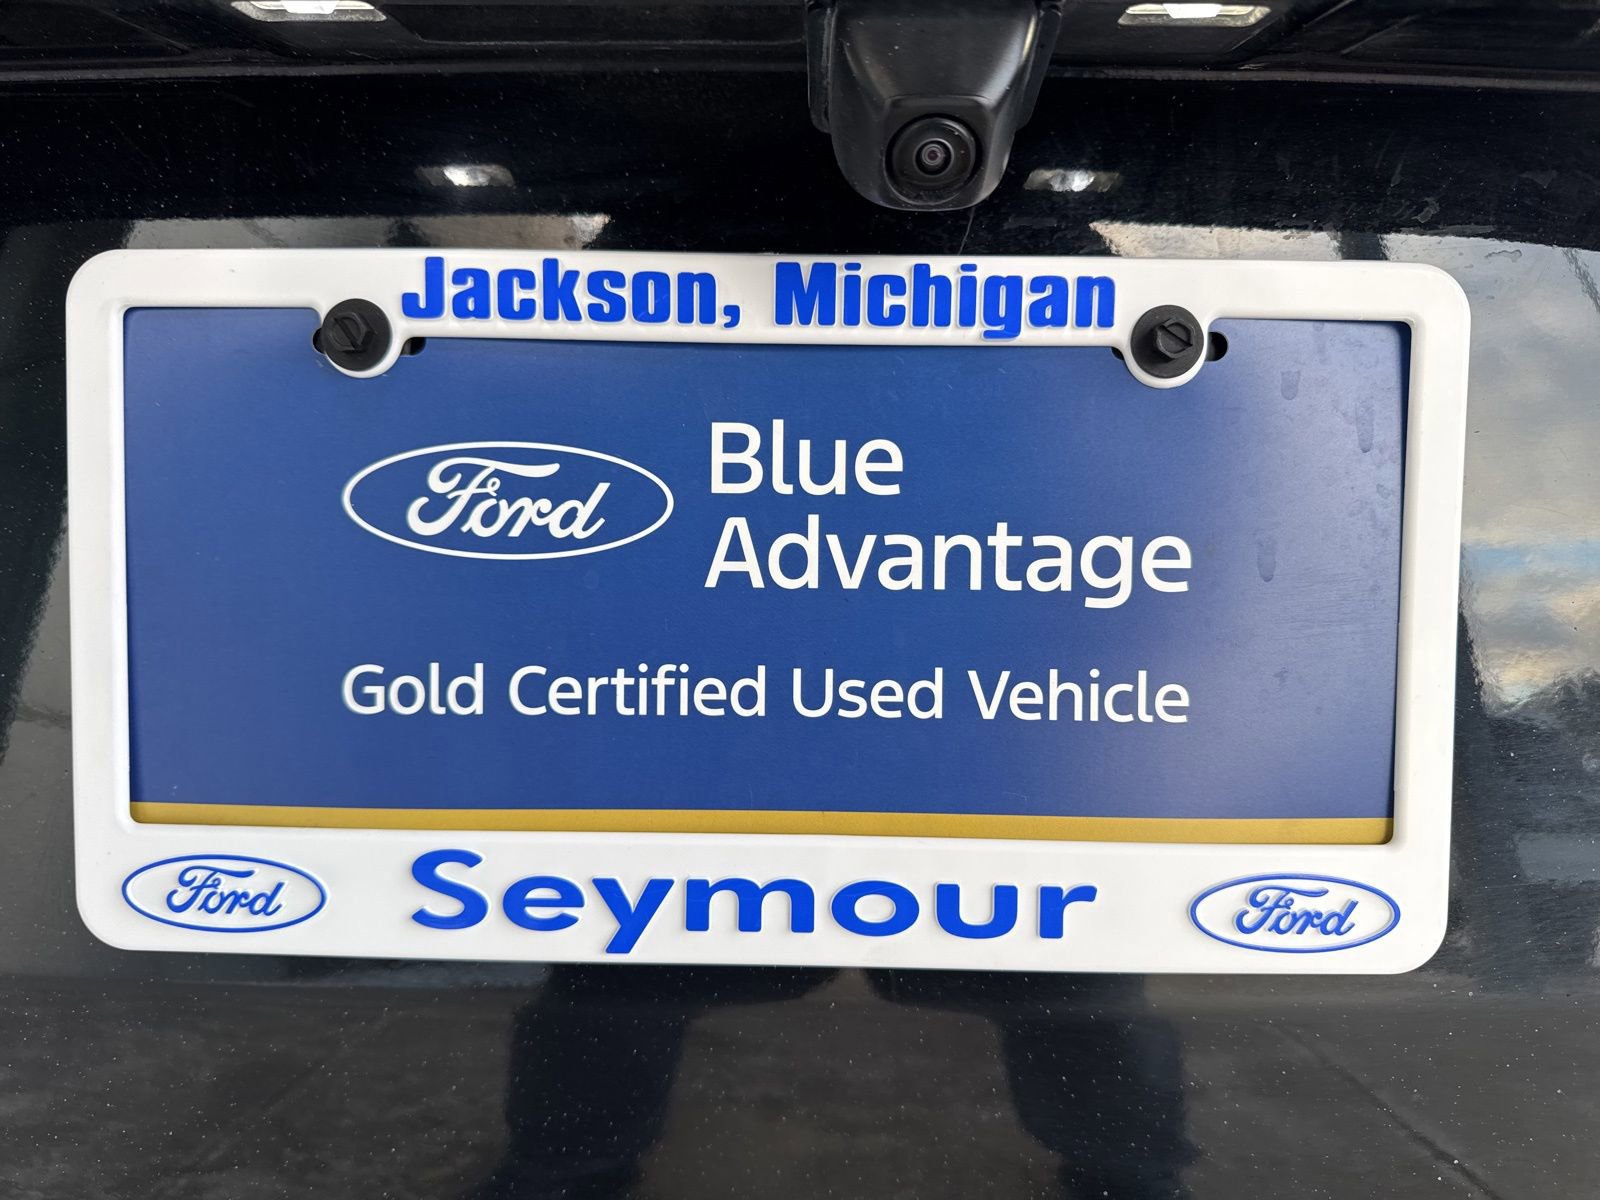 Jackson, Michigan
Ford
Blue
Advantage
Gold Certified Used Vehicle
Ford Seymour Ford